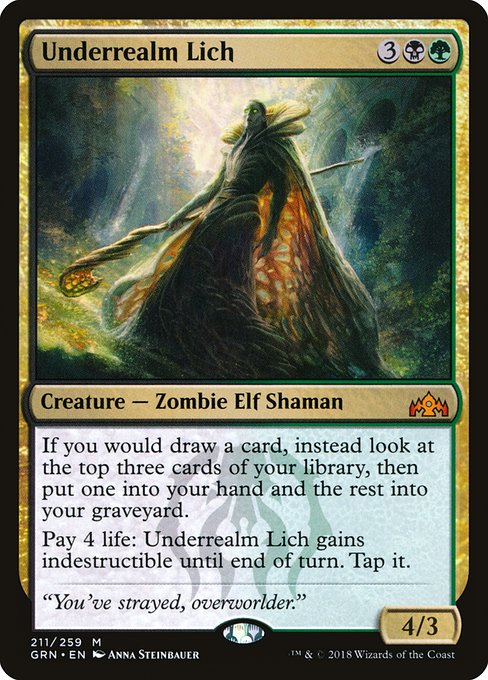 Underrealm Lich 3
Creature — Zombie Elf Shaman
If you would draw a card, instead look at
the top three cards of your library, then
put one into your hand and the rest into
your graveyard.
Pay 4 life: Underrealm Lich gains
indestructible until end of turn. Tap it.
“You’ve strayed, overworlder.”
4/3
211/259 M
GRN • EN Anna Steinbauer
™ & © 2018 Wizards of the Coast